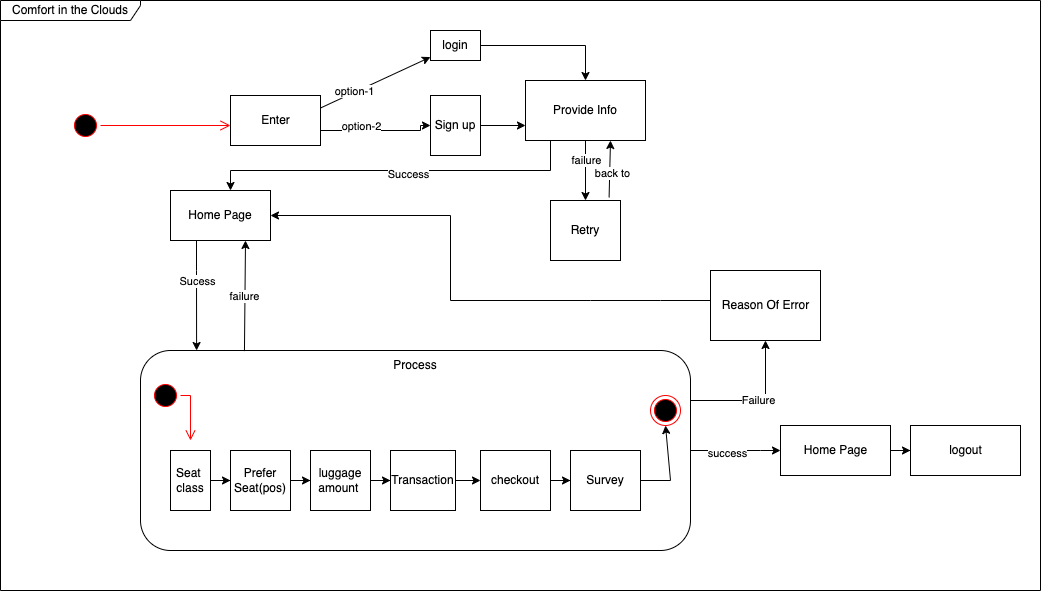 Comfort in the Clouds
login
option-1
Enter
option-2
Sign up
Provide Info
Success
failure
back to
Home Page
Retry
Sucess
failure
Reason Of Error
Process
Failure
success
Home Page
logout
Seat
class
Prefer
Seat(pos)
luggage
amount
Transaction
checkout
Survey